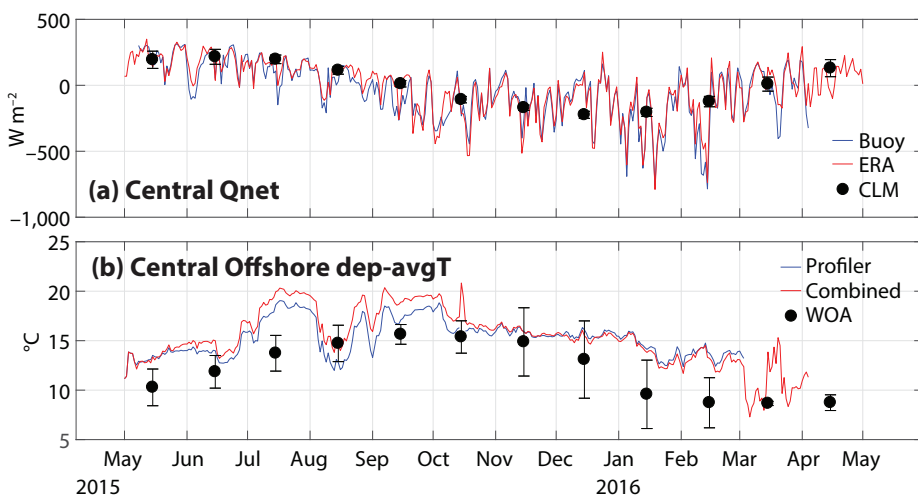 500
0
−500
−1,000
W m−2
(a) Central Qnet
Buoy
ERA
CLM
25
20
15
10
5
°C
(b) Central Offshore dep-avgT
Profiler
Combined
WOA
May Jun Jul Aug Sep Oct Nov Dec Jan Feb Mar Apr May
2015 2016